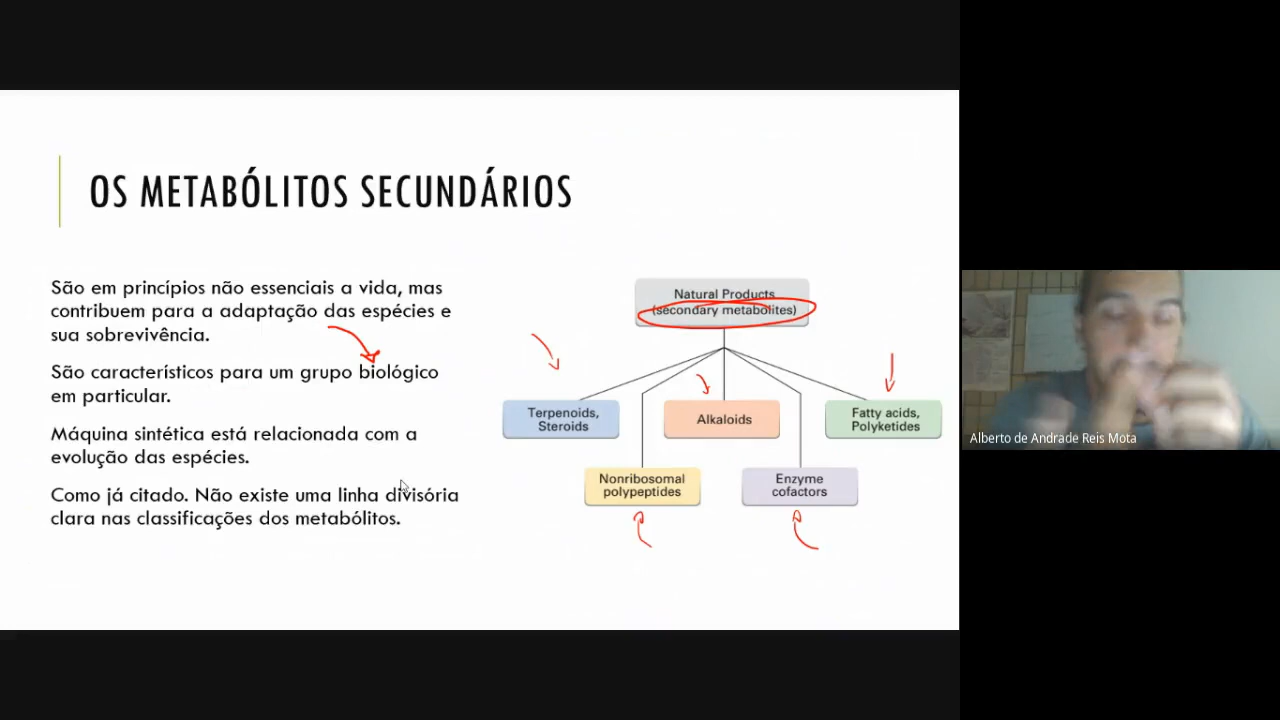 OS METABÓLITOS SECUNDÁRIOS
São em princípios não essenciais a vida, mas
contribuem para a adaptação das espécies e
sua sobrevivência.
São característicos para um grupo biológico
em particular.
Máquina sintética está relacionada com a
evolução das espécies.
Como já citado. Não existe uma linha divisória
clara nas classificações dos metabólitos.
Natural Products
(secondary metabolites)
Terpenoids,
Steroids
Alkaloids
Fatty acids,
Polyketides
Nonribosomal
polypeptides
Enzyme
cofactors
Alberto de Andrade Reis Mota